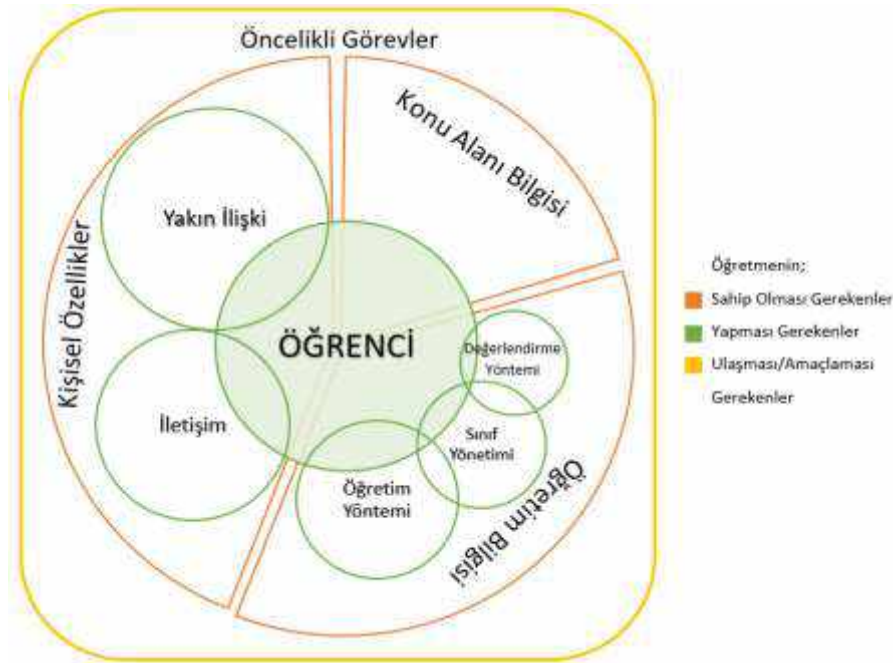 Öncelikli Görevler
Konu Alanı Bilgisi
Yakın İlişki
Kişisel Özellikler
ÖĞRENCİ
Değerlendirme
Yöntemi
İletişim
Sınıf
Yönetimi
Öğretim
Yöntemi
Öğretim Bilgisi
Öğretmenin;
Sahip Olması Gerekenler
Yapması Gerekenler
Ulaşması/Amaçlaması
Gerekenler